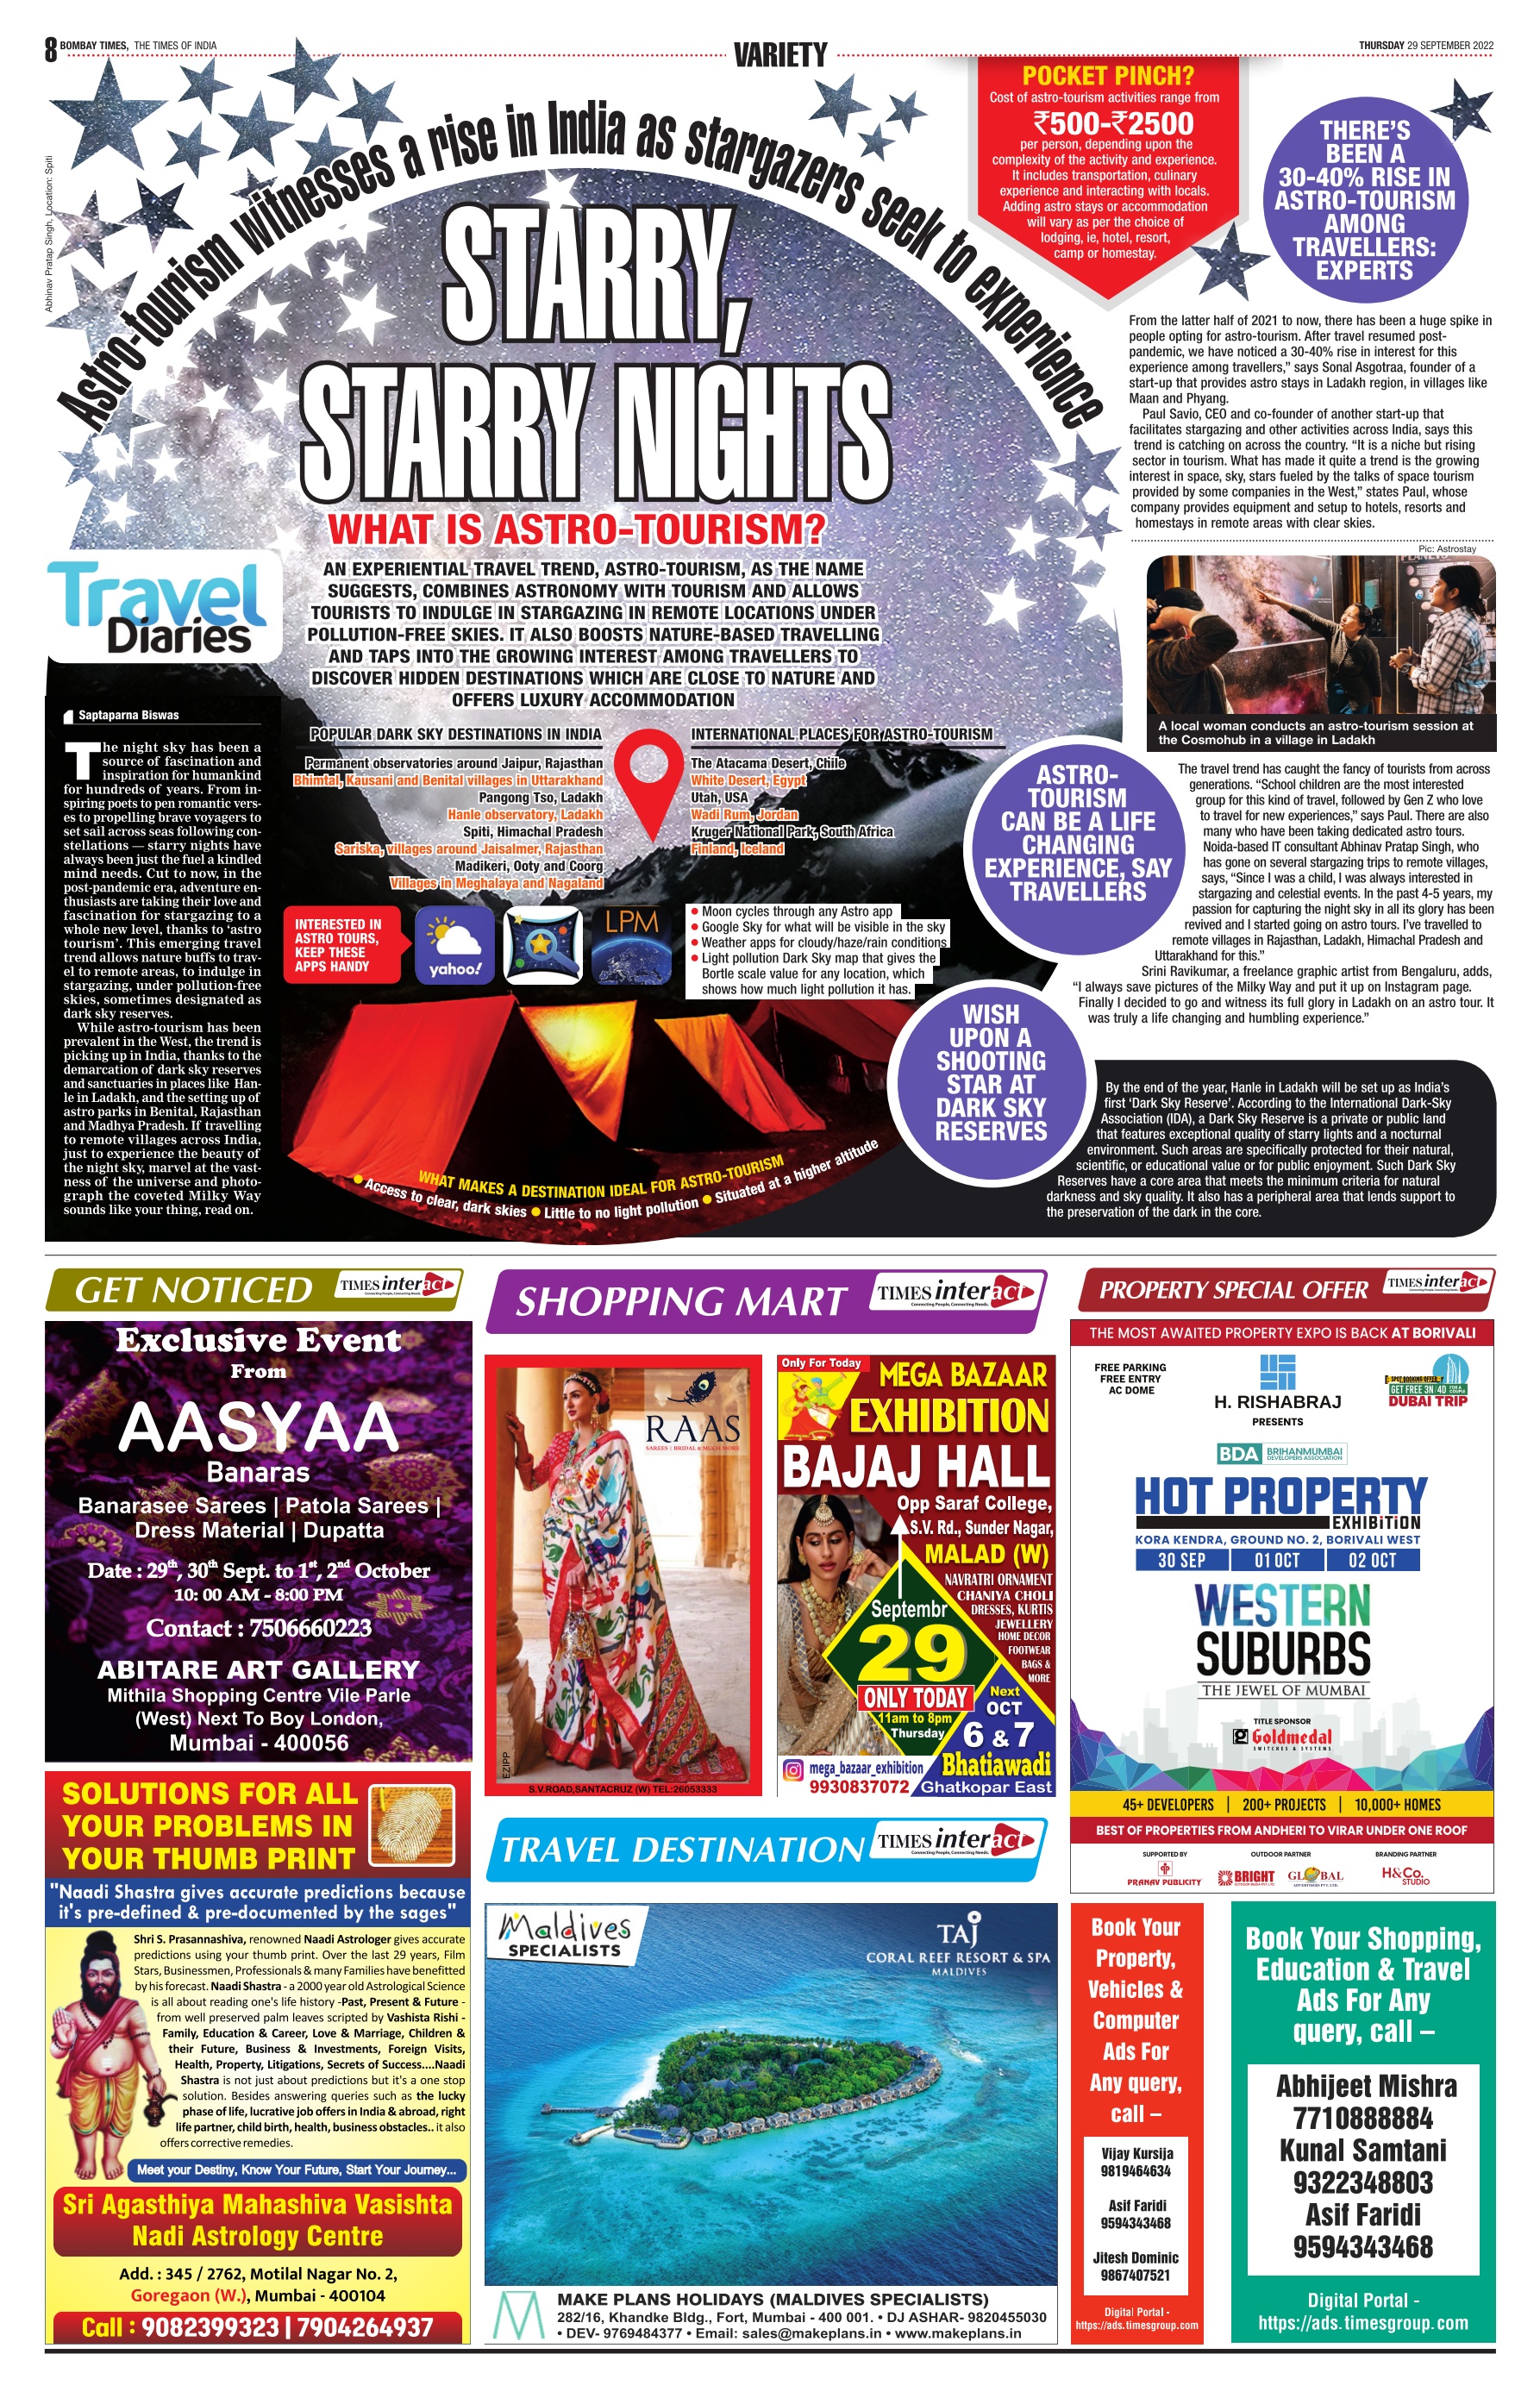 8 BOMBAY TIMES, THE TIMES OF INDIA
VARIETY
THURSDAY 29 SEPTEMBER 2022
Abhinav Pratap Singh, Location: Spiti
Astro-tourism witnesses a rise in India as stargazers seek to experience
STARRY,
STARRY NIGHTS
WHAT IS ASTRO-TOURISM?
AN EXPERIENTIAL TRAVEL TREND, ASTRO-TOURISM, AS THE NAME
SUGGESTS, COMBINES ASTRONOMY WITH TOURISM AND ALLOWS
TOURISTS TO INDULGE IN STARGAZING IN REMOTE LOCATIONS UNDER
POLLUTION-FREE SKIES. IT ALSO BOOSTS NATURE-BASED TRAVELLING
AND TAPS INTO THE GROWING INTEREST AMONG TRAVELLERS TO
DISCOVER HIDDEN DESTINATIONS WHICH ARE CLOSE TO NATURE AND
OFFERS LUXURY ACCOMMODATION
Travel
Diaries
Saptaparna Biswas
The night sky has been a
source of fascination and
inspiration for humankind
for hundreds of years. From in-
spiring poets to pen romantic vers-
es to propelling brave voyagers to
set sail across seas following con-
stellations — starry nights have
always been just the fuel a kindled
mind needs. Cut to now, in the
post-pandemic era, adventure en-
thusiasts are taking their love and
fascination for stargazing to a
whole new level, thanks to ‘astro
tourism’. This emerging travel
trend allows nature buffs to trav-
el to remote areas, to indulge in
stargazing, under pollution-free
skies, sometimes designated as
dark sky reserves.
While astro-tourism has been
prevalent in the West, the trend is
picking up in India, thanks to the
demarcation of dark sky reserves
and sanctuaries in places like Han-
le in Ladakh, and the setting up of
astro parks in Benital, Rajasthan
and Madhya Pradesh. If travelling
to remote villages across India,
just to experience the beauty of
the night sky, marvel at the vast-
ness of the universe and photo-
graph the coveted Milky Way
sounds like your thing, read on.
POPULAR DARK SKY DESTINATIONS IN INDIA
Permanent observatories around Jaipur, Rajasthan
Bhimtal, Kausani and Benital villages in Uttarakhand
Pangong Tso, Ladakh
Hanle observatory, Ladakh
Spiti, Himachal Pradesh
Sariska, villages around Jaisalmer, Rajasthan
Madikeri, Ooty and Coorg
Villages in Meghalaya and Nagaland
INTERNATIONAL PLACES FOR ASTRO-TOURISM
The Atacama Desert, Chile
White Desert, Egypt
Utah, USA
Wadi Rum, Jordan
Kruger National Park, South Africa
Finland, Iceland
INTERESTED IN
ASTRO TOURS,
KEEP THESE
APPS HANDY
yahoo!
LPM
• Moon cycles through any Astro app
• Google Sky for what will be visible in the sky
• Weather apps for cloudy/haze/rain conditions
• Light pollution Dark Sky map that gives the
Bortle scale value for any location, which
shows how much light pollution it has.
WHAT MAKES A DESTINATION IDEAL FOR ASTRO-TOURISM
• Access to clear, dark skies • Little to no light pollution • Situated at a higher altitude
POCKET PINCH?
Cost of astro-tourism activities range from
₹500-₹2500
per person, depending upon the
complexity of the activity and experience.
It includes transportation, culinary
experience and interacting with locals.
Adding astro stays or accommodation
will vary as per the choice of
lodging, ie, hotel, resort,
camp or homestay.
THERE’S
BEEN A
30-40% RISE IN
ASTRO-TOURISM
AMONG
TRAVELLERS:
EXPERTS
From the latter half of 2021 to now, there has been a huge spike in
people opting for astro-tourism. After travel resumed post-
pandemic, we have noticed a 30-40% rise in interest for this
experience among travellers,” says Sonal Asgotraa, founder of a
start-up that provides astro stays in Ladakh region, in villages like
Maan and Phyang.
Paul Savio, CEO and co-founder of another start-up that
facilitates stargazing and other activities across India, says this
trend is catching on across the country. “It is a niche but rising
sector in tourism. What has made it quite a trend is the growing
interest in space, sky, stars fueled by the talks of space tourism
provided by some companies in the West,” states Paul, whose
company provides equipment and setup to hotels, resorts and
homestays in remote areas with clear skies.
Pic: Astrostay
A local woman conducts an astro-tourism session at
the Cosmohub in a village in Ladakh
ASTRO-
TOURISM
CAN BE A LIFE
CHANGING
EXPERIENCE, SAY
TRAVELLERS
The travel trend has caught the fancy of tourists from across
generations. “School children are the most interested
group for this kind of travel, followed by Gen Z who love
to travel for new experiences,” says Paul. There are also
many who have been taking dedicated astro tours.
Noida-based IT consultant Abhinav Pratap Singh, who
has gone on several stargazing trips to remote villages,
says, “Since I was a child, I was always interested in
stargazing and celestial events. In the past 4-5 years, my
passion for capturing the night sky in all its glory has been
revived and I started going on astro tours. I’ve travelled to
remote villages in Rajasthan, Ladakh, Himachal Pradesh and
Uttarakhand for this.”
Srini Ravikumar, a freelance graphic artist from Bengaluru, adds,
“I always save pictures of the Milky Way and put it up on Instagram page.
Finally I decided to go and witness its full glory in Ladakh on an astro tour. It
was truly a life changing and humbling experience.”
WISH
UPON A
SHOOTING
STAR AT
DARK SKY
RESERVES
By the end of the year, Hanle in Ladakh will be set up as India’s
first ‘Dark Sky Reserve’. According to the International Dark-Sky
Association (IDA), a Dark Sky Reserve is a private or public land
that features exceptional quality of starry lights and a nocturnal
environment. Such areas are specifically protected for their natural,
scientific, or educational value or for public enjoyment. Such Dark Sky
Reserves have a core area that meets the minimum criteria for natural
darkness and sky quality. It also has a peripheral area that lends support to
the preservation of the dark in the core.
GET NOTICED
TIMES interact
Connecting People, Connecting Needs.
Exclusive Event
From
AASYAA
Banaras
Banarasee Sarees | Patola Sarees |
Dress Material | Dupatta
Date : 29th, 30th Sept. to 1st, 2nd October
10: 00 AM - 8:00 PM
Contact : 7506660223
ABITARE ART GALLERY
Mithila Shopping Centre Vile Parle
(West) Next To Boy London,
Mumbai - 400056
SOLUTIONS FOR ALL
YOUR PROBLEMS IN
YOUR THUMB PRINT
"Naadi Shastra gives accurate predictions because
it's pre-defined & pre-documented by the sages"
Shri S. Prasannashiva, renowned Naadi Astrologer gives accurate
predictions using your thumb print. Over the last 29 years, Film
Stars, Businessmen, Professionals & many Families have benefitted
by his forecast. Naadi Shastra - a 2000 year old Astrological Science
is all about reading one's life history -Past, Present & Future -
from well preserved palm leaves scripted by Vashista Rishi -
Family, Education & Career, Love & Marriage, Children &
their Future, Business & Investments, Foreign Visits,
Health, Property, Litigations, Secrets of Success....Naadi
Shastra is not just about predictions but it's a one stop
solution. Besides answering queries such as the lucky
phase of life, lucrative job offers in India & abroad, right
life partner, child birth, health, business obstacles.. it also
offers corrective remedies.
Meet your Destiny, Know Your Future, Start Your Journey...
Sri Agasthiya Mahashiva Vasishta
Nadi Astrology Centre
Add. : 345 / 2762, Motilal Nagar No. 2,
Goregaon (W.), Mumbai - 400104
Call : 9082399323 | 7904264937
SHOPPING MART
TIMES interact
Connecting People, Connecting Needs.
RAAS
SAREES | BRIDAL & MUCH MORE
EZIPP
S.V.ROAD,SANTACRUZ (W) TEL:26053333
Only For Today
MEGA BAZAAR
EXHIBITION
BAJAJ HALL
Opp Saraf College,
S.V. Rd., Sunder Nagar,
MALAD (W)
NAVRATRI ORNAMENT
CHANIYA CHOLI
DRESSES, KURTIS
JEWELLERY
HOME DECOR
FOOTWEAR
BAGS &
MORE
Septembr
29
ONLY TODAY
11am to 8pm
Thursday
Next
OCT
6 & 7
Bhatiawadi
Ghatkopar East
mega_bazaar_exhibition
9930837072
TRAVEL DESTINATION
TIMES interact
Connecting People, Connecting Needs.
Maldives
SPECIALISTS
TAJ
CORAL REEF RESORT & SPA
MALDIVES
MAKE PLANS HOLIDAYS (MALDIVES SPECIALISTS)
282/16, Khandke Bldg., Fort, Mumbai - 400 001. • DJ ASHAR- 9820455030
• DEV- 9769484377 • Email: sales@makeplans.in • www.makeplans.in
PROPERTY SPECIAL OFFER
TIMES interact
Connecting People, Connecting Needs.
THE MOST AWAITED PROPERTY EXPO IS BACK AT BORIVALI
FREE PARKING
FREE ENTRY
AC DOME
H. RISHABRAJ
PRESENTS
SPOT BOOKING OFFER
GET FREE 3N/4D FOR A COUPLE
DUBAI TRIP
BDA BRIHANMUMBAI
DEVELOPERS ASSOCIATION
HOT PROPERTY
EXHIBITION
KORA KENDRA, GROUND NO. 2, BORIVALI WEST
30 SEP 01 OCT 02 OCT
WESTERN
SUBURBS
THE JEWEL OF MUMBAI
TITLE SPONSOR
Goldmedal
SWITCHES & SYSTEMS
45+ DEVELOPERS | 200+ PROJECTS | 10,000+ HOMES
BEST OF PROPERTIES FROM ANDHERI TO VIRAR UNDER ONE ROOF
SUPPORTED BY
PRANAV PUBLICITY
OUTDOOR PARTNER
BRIGHT
GLOBAL
BRANDING PARTNER
H&Co.
STUDIO
Book Your
Property,
Vehicles &
Computer
Ads For
Any query,
call –
Vijay Kursija
9819464634
Asif Faridi
9594343468
Jitesh Dominic
9867407521
Digital Portal -
https://ads.timesgroup.com
Book Your Shopping,
Education & Travel
Ads For Any
query, call –
Abhijeet Mishra
7710888884
Kunal Samtani
9322348803
Asif Faridi
9594343468
Digital Portal -
https://ads.timesgroup.com